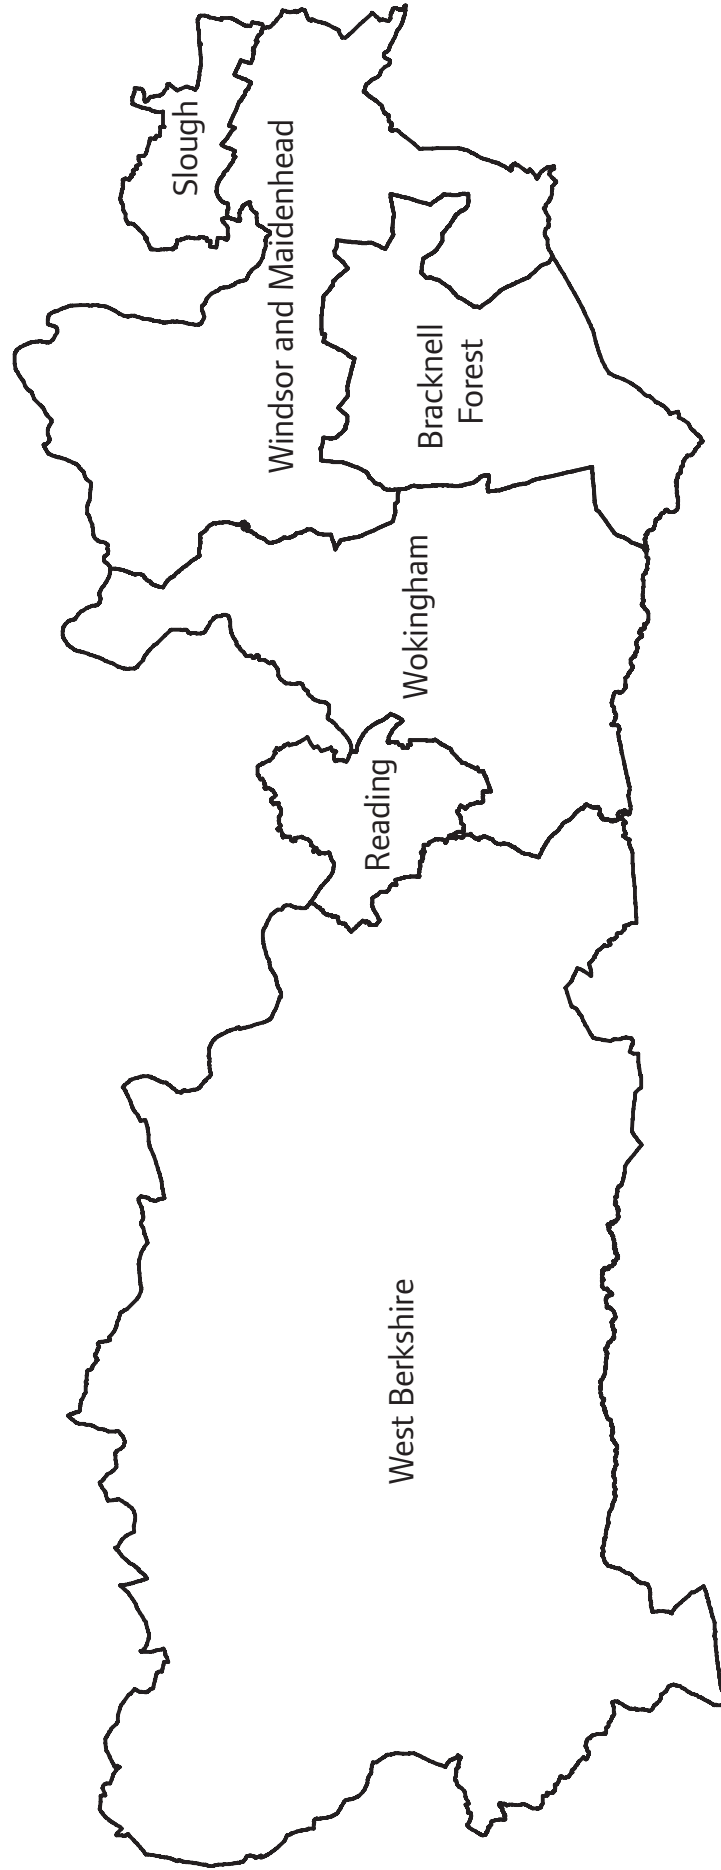 West Berkshire
Reading
Wokingham
Bracknell
Forest
Windsor and Maidenhead
Slough